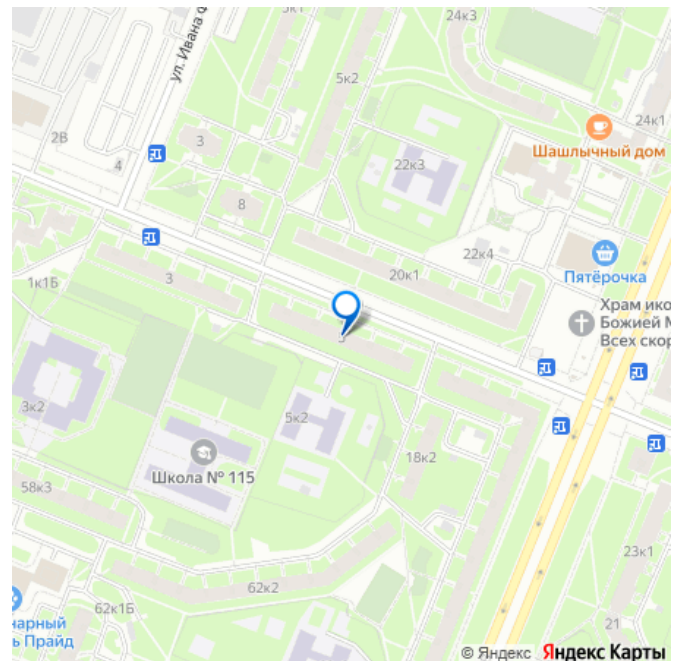 5к1
24к3
ул. Ивана Ф
5к2
24к1
2В
3
Шашлычный дом
4
22к3
8
22к4
1к1Б
3
20к1
Пятёрочка
Храм ико
Божией М
Всех скор
3к2
5к2
18к2
Школа № 115
58к3
23к1
62к2
62к1Б
21
нарный
ь Прайд
© Яндекс Яндекс Карты